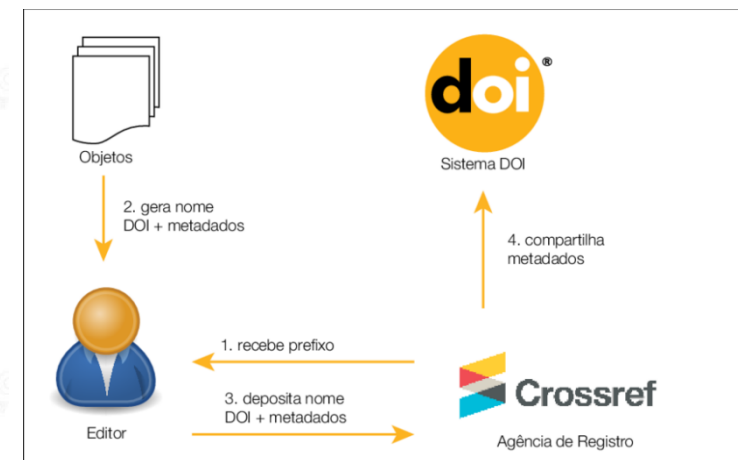 doi®
Objetos
Sistema DOI
2. gera nome
DOI + metadados
4. compartilha
metadados
1. recebe prefixo
3. deposita nome
DOI + metadados
Crossref
Editor
Agência de Registro